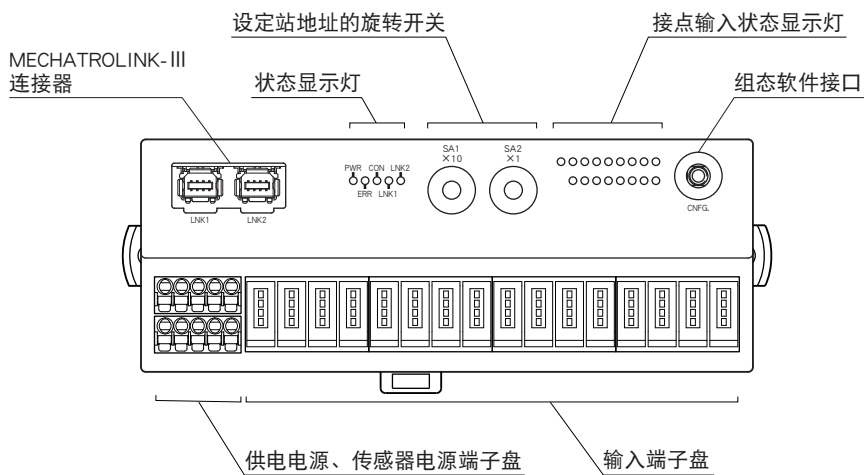 设定站地址的旋转开关
接点输入状态显示灯
MECHATROLINK-III
连接器
状态显示灯
组态软件接口
SA1
×10
SA2
×1
PWR CON LNK2
ERR LNK1
LNK1
LNK2
CNFG.
供电电源、传感器电源端子盘
输入端子盘